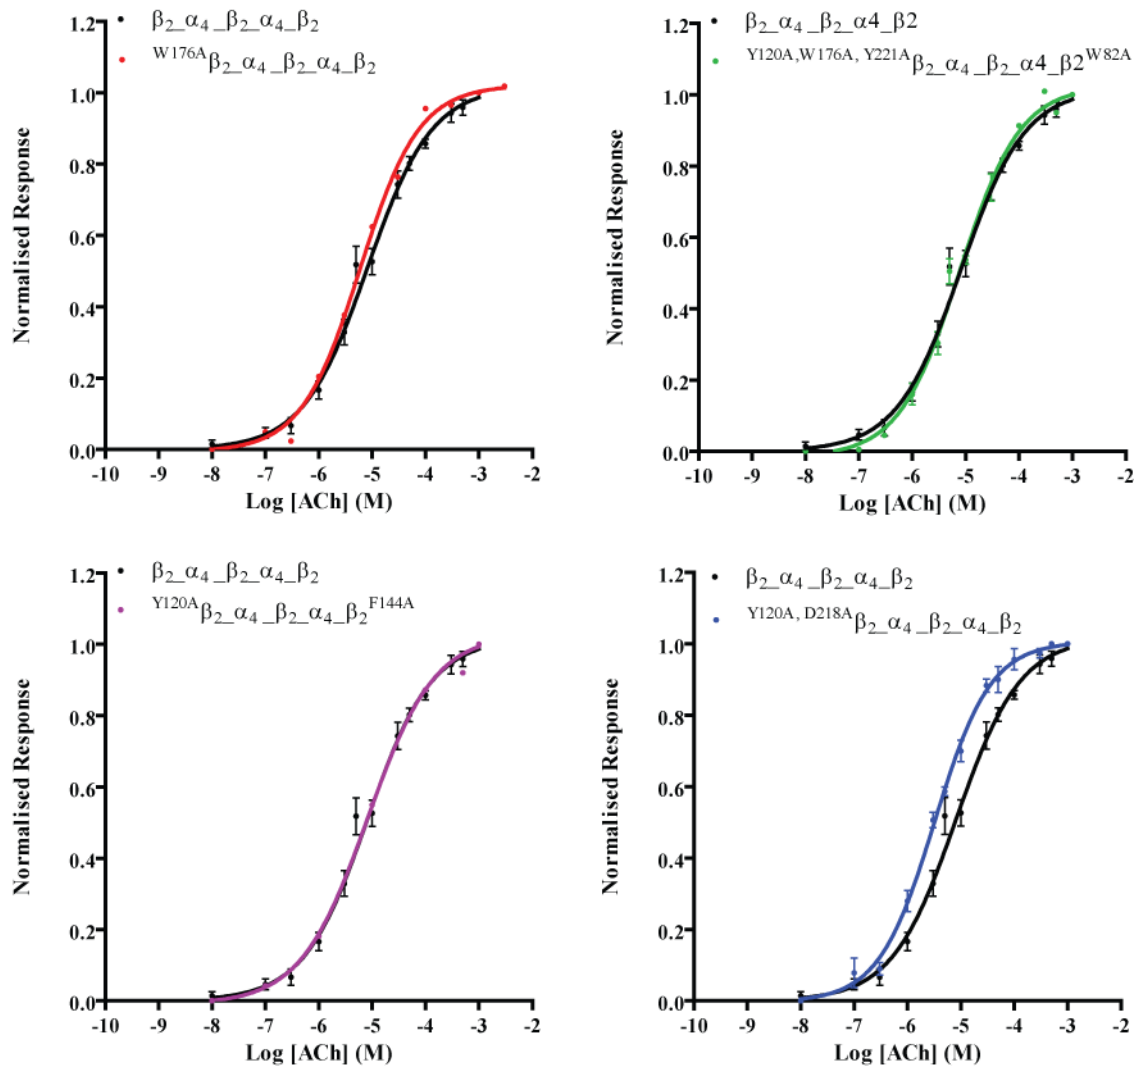 β2_α4_β2_α4_β2
W176Aβ2_α4_β2_α4_β2
1.2
1.0
0.8
0.6
0.4
0.2
0.0
Normalised Response
-10 -9 -8 -7 -6 -5 -4 -3 -2
Log [ACh] (M)
β2_α4_β2_α4_β2
Y120A,W176A, Y221Aβ2_α4_β2_α4_β2W82A
1.2
1.0
0.8
0.6
0.4
0.2
0.0
Normalised Response
-10 -9 -8 -7 -6 -5 -4 -3 -2
Log [ACh] (M)
β2_α4_β2_α4_β2
Y120Aβ2_α4_β2_α4_β2F144A
1.2
1.0
0.8
0.6
0.4
0.2
0.0
Normalised Response
-10 -9 -8 -7 -6 -5 -4 -3 -2
Log [ACh] (M)
β2_α4_β2_α4_β2
Y120A, D218Aβ2_α4_β2_α4_β2
1.2
1.0
0.8
0.6
0.4
0.2
0.0
Normalised Response
-10 -9 -8 -7 -6 -5 -4 -3 -2
Log [ACh] (M)